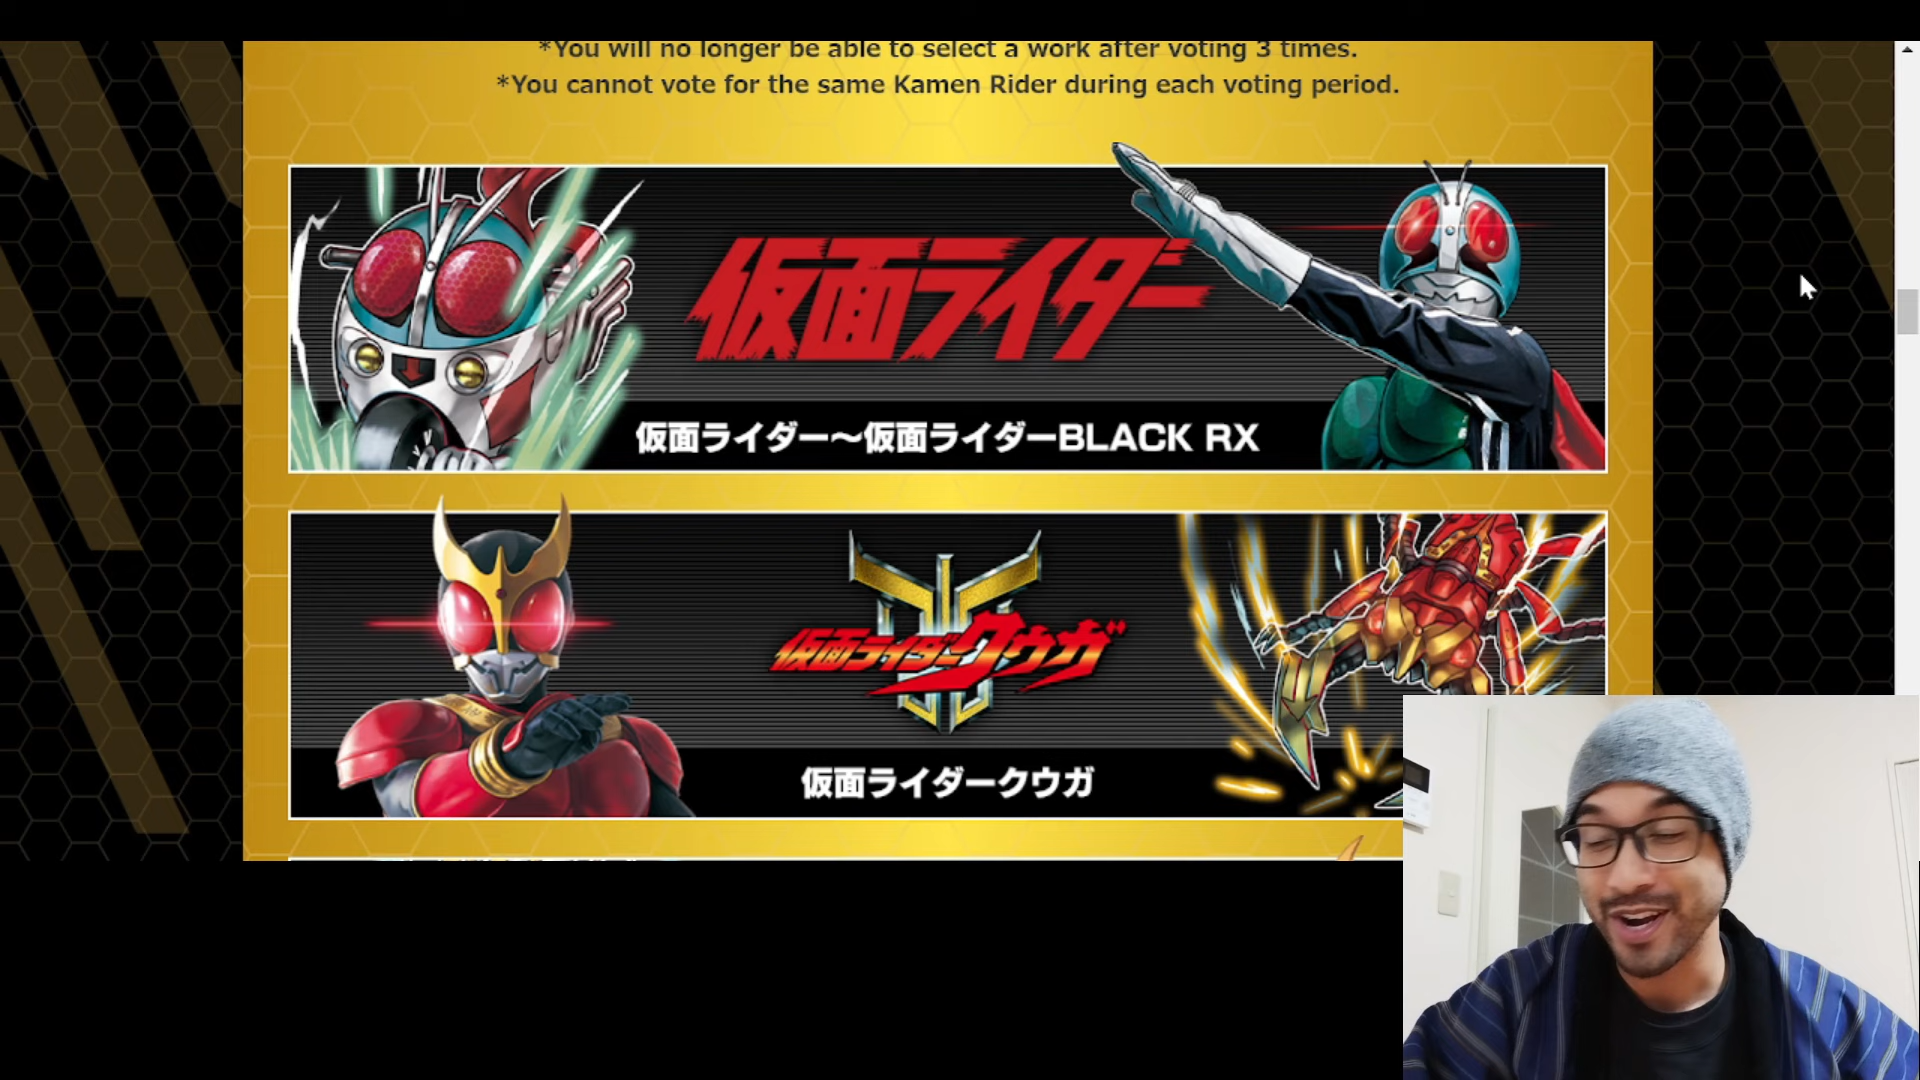 *You will no longer be able to select a work after voting 3 times.
*You cannot vote for the same Kamen Rider during each voting period.
仮面ライダー
仮面ライダー～仮面ライダーBLACK RX
仮面ライダークウガ
仮面ライダークウガ